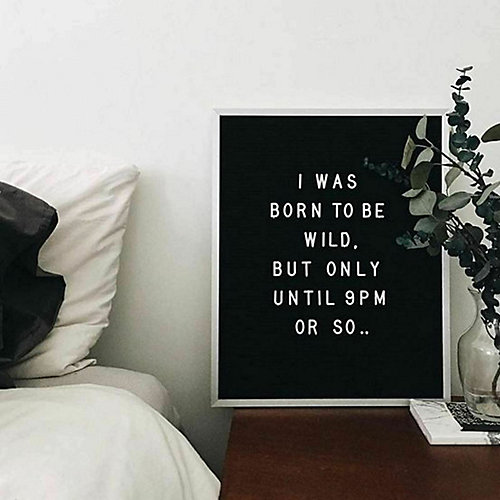 I WAS
BORN TO BE
WILD,
BUT ONLY
UNTIL 9PM
OR SO..